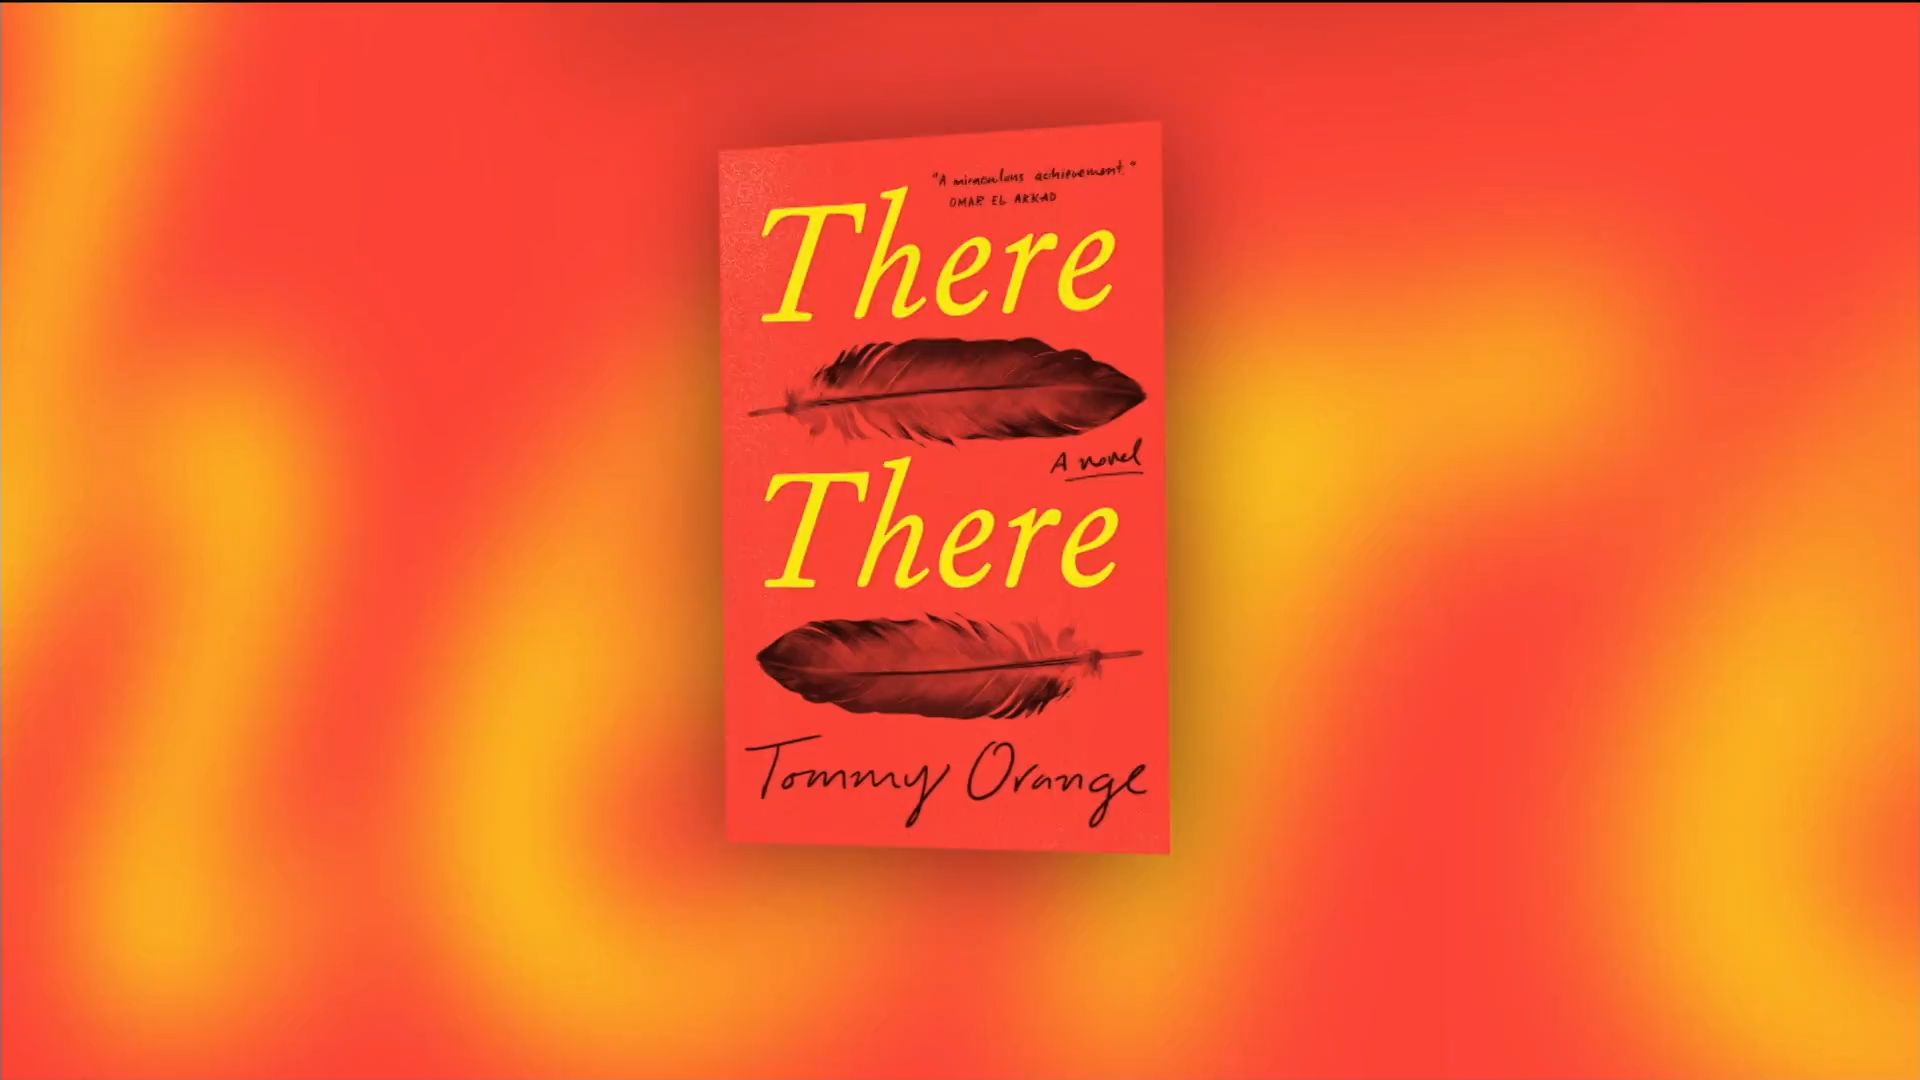 "A miraculous achievement."
OMAR EL AKKAD
There
A novel
There
Tommy Orange